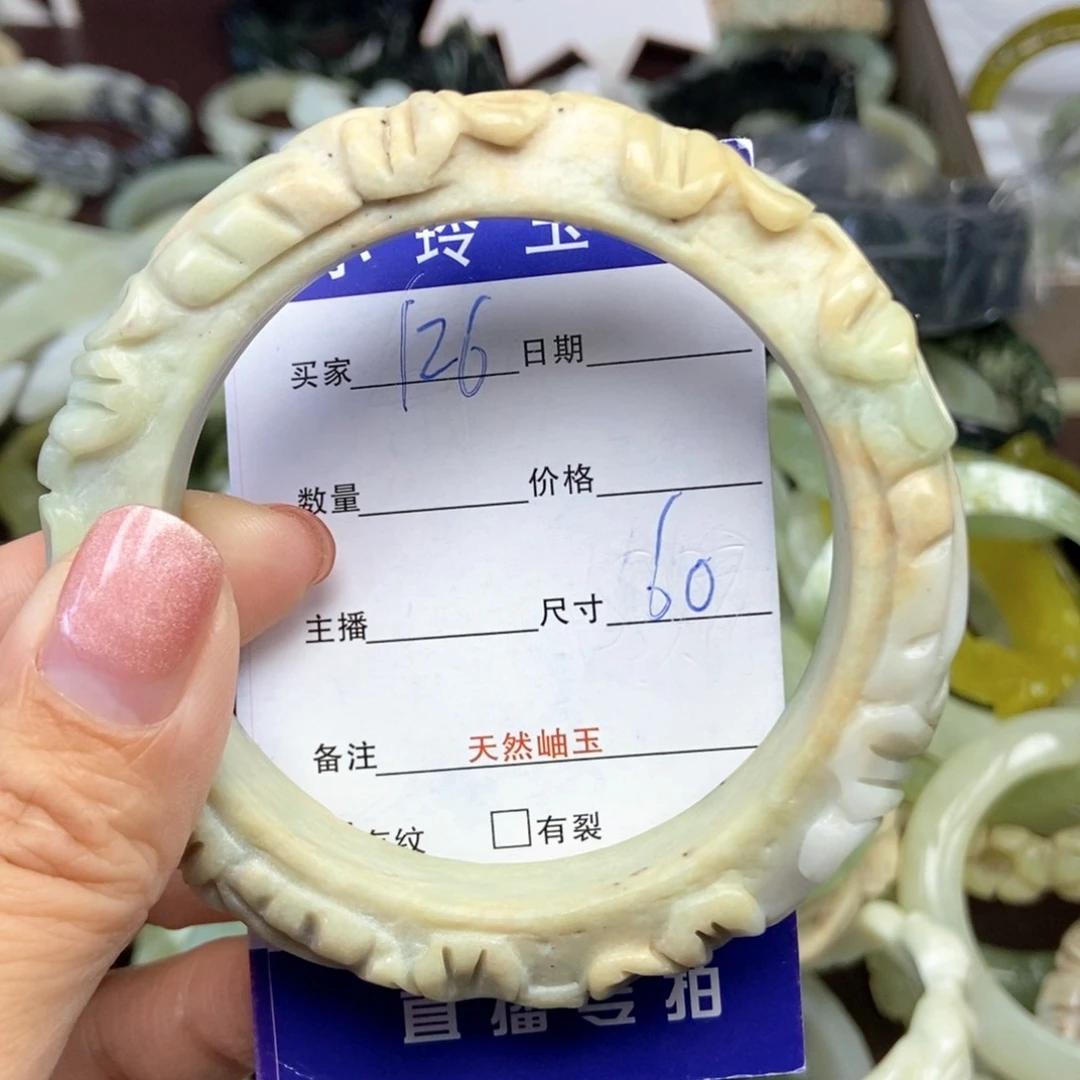 玲玉
买家 126 日期
数量 价格
主播 尺寸 60
备注 天然岫玉
纹 有裂
直播专拍